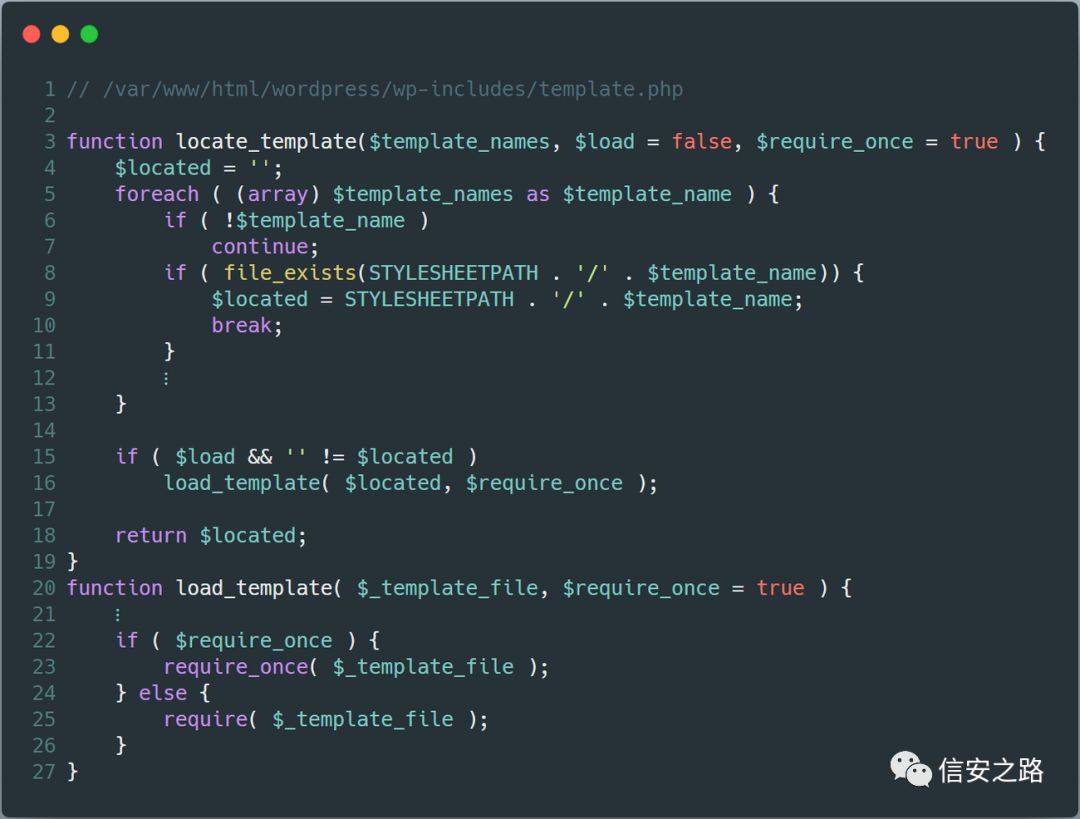 1 // /var/www/html/wordpress/wp-includes/template.php
2
3 function locate_template($template_names, $load = false, $require_once = true ) {
4     $located = '';
5     foreach ( (array) $template_names as $template_name ) {
6         if ( !$template_name )
7             continue;
8         if ( file_exists(STYLESHEETPATH . '/' . $template_name)) {
9             $located = STYLESHEETPATH . '/' . $template_name;
10             break;
11         }
12         ⋮
13     }
14
15     if ( $load && '' != $located )
16         load_template( $located, $require_once );
17
18     return $located;
19 }
20 function load_template( $_template_file, $require_once = true ) {
21     ⋮
22     if ( $require_once ) {
23         require_once( $_template_file );
24     } else {
25         require( $_template_file );
26     }
27 }
信安之路